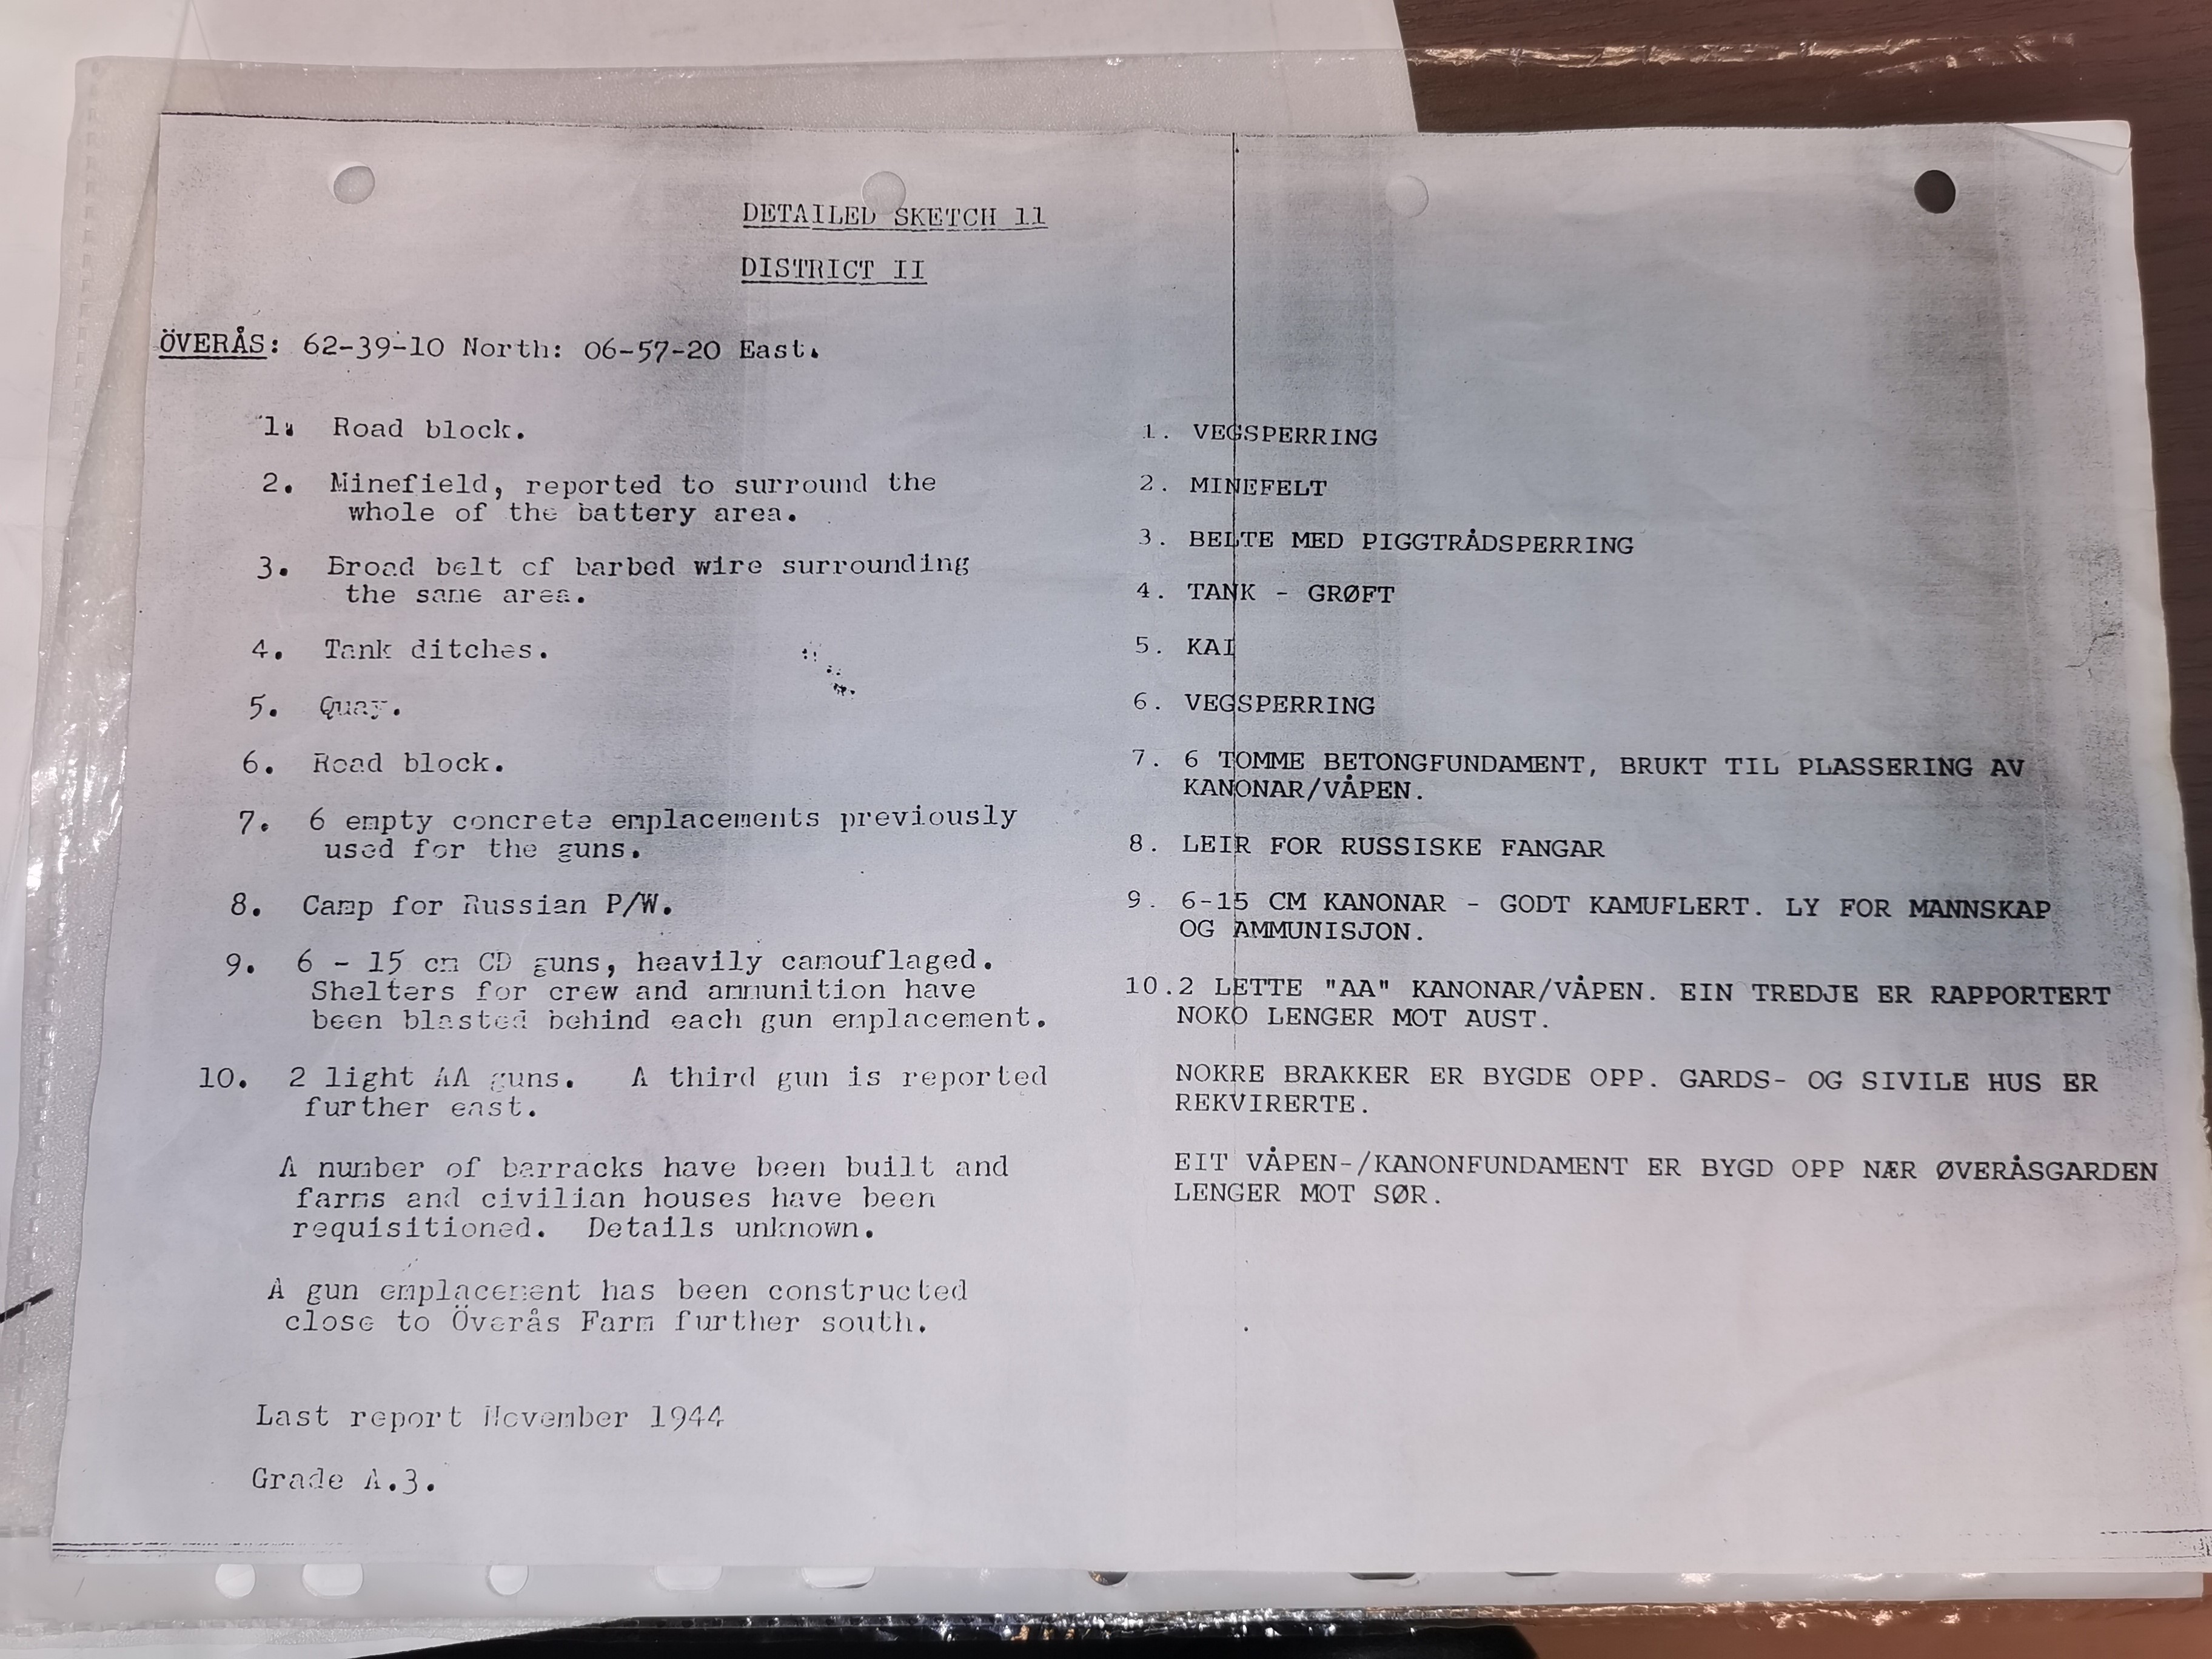 DETAILED SKETCH 11
DISTRICT II
ÖVERÅS: 62-39-10 North: 06-57-20 East.
1. Road block.
2. Minefield, reported to surround the
whole of the battery area.
3. Broad belt of barbed wire surrounding
the same area.
4. Tank ditches.
5. Quay.
6. Road block.
7. 6 empty concrete emplacements previously
used for the guns.
8. Camp for Russian P/W.
9. 6 - 15 cm CD guns, heavily camouflaged.
Shelters for crew and ammunition have
been blasted behind each gun emplacement.
10. 2 light AA guns. A third gun is reported
further east.
A number of barracks have been built and
farms and civilian houses have been
requisitioned. Details unknown.
A gun emplacement has been constructed
close to Överås Farm further south.
Last report November 1944
Grade A.3.
1. VEGSPERRING
2. MINEFELT
3. BELTE MED PIGGTRÅDSPERRING
4. TANK - GRØFT
5. KAI
6. VEGSPERRING
7. 6 TOMME BETONGFUNDAMENT, BRUKT TIL PLASSERING AV
KANONAR/VÅPEN.
8. LEIR FOR RUSSISKE FANGAR
9. 6-15 CM KANONAR - GODT KAMUFLERT. LY FOR MANNSKAP
OG AMMUNISJON.
10.2 LETTE "AA" KANONAR/VÅPEN. EIN TREDJE ER RAPPORTERT
NOKO LENGER MOT AUST.
NOKRE BRAKKER ER BYGDE OPP. GARDS- OG SIVILE HUS ER
REKVIRERTE.
EIT VÅPEN-/KANONFUNDAMENT ER BYGD OPP NÆR ØVERÅSGARDEN
LENGER MOT SØR.